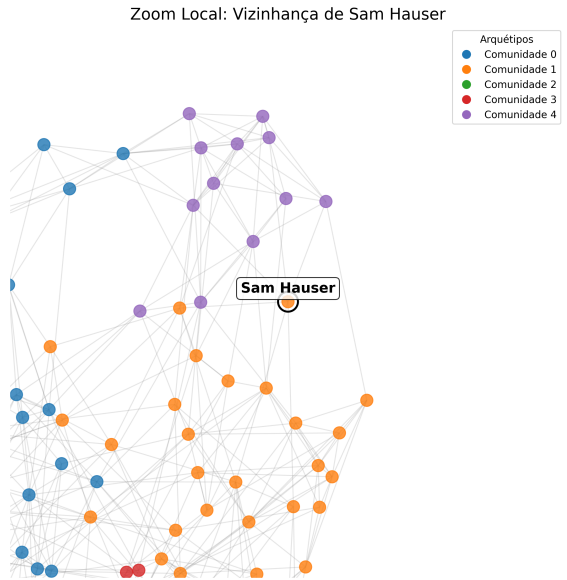 Zoom Local: Vizinhança de Sam Hauser
Arquétipos
Comunidade 0
Comunidade 1
Comunidade 2
Comunidade 3
Comunidade 4
Sam Hauser